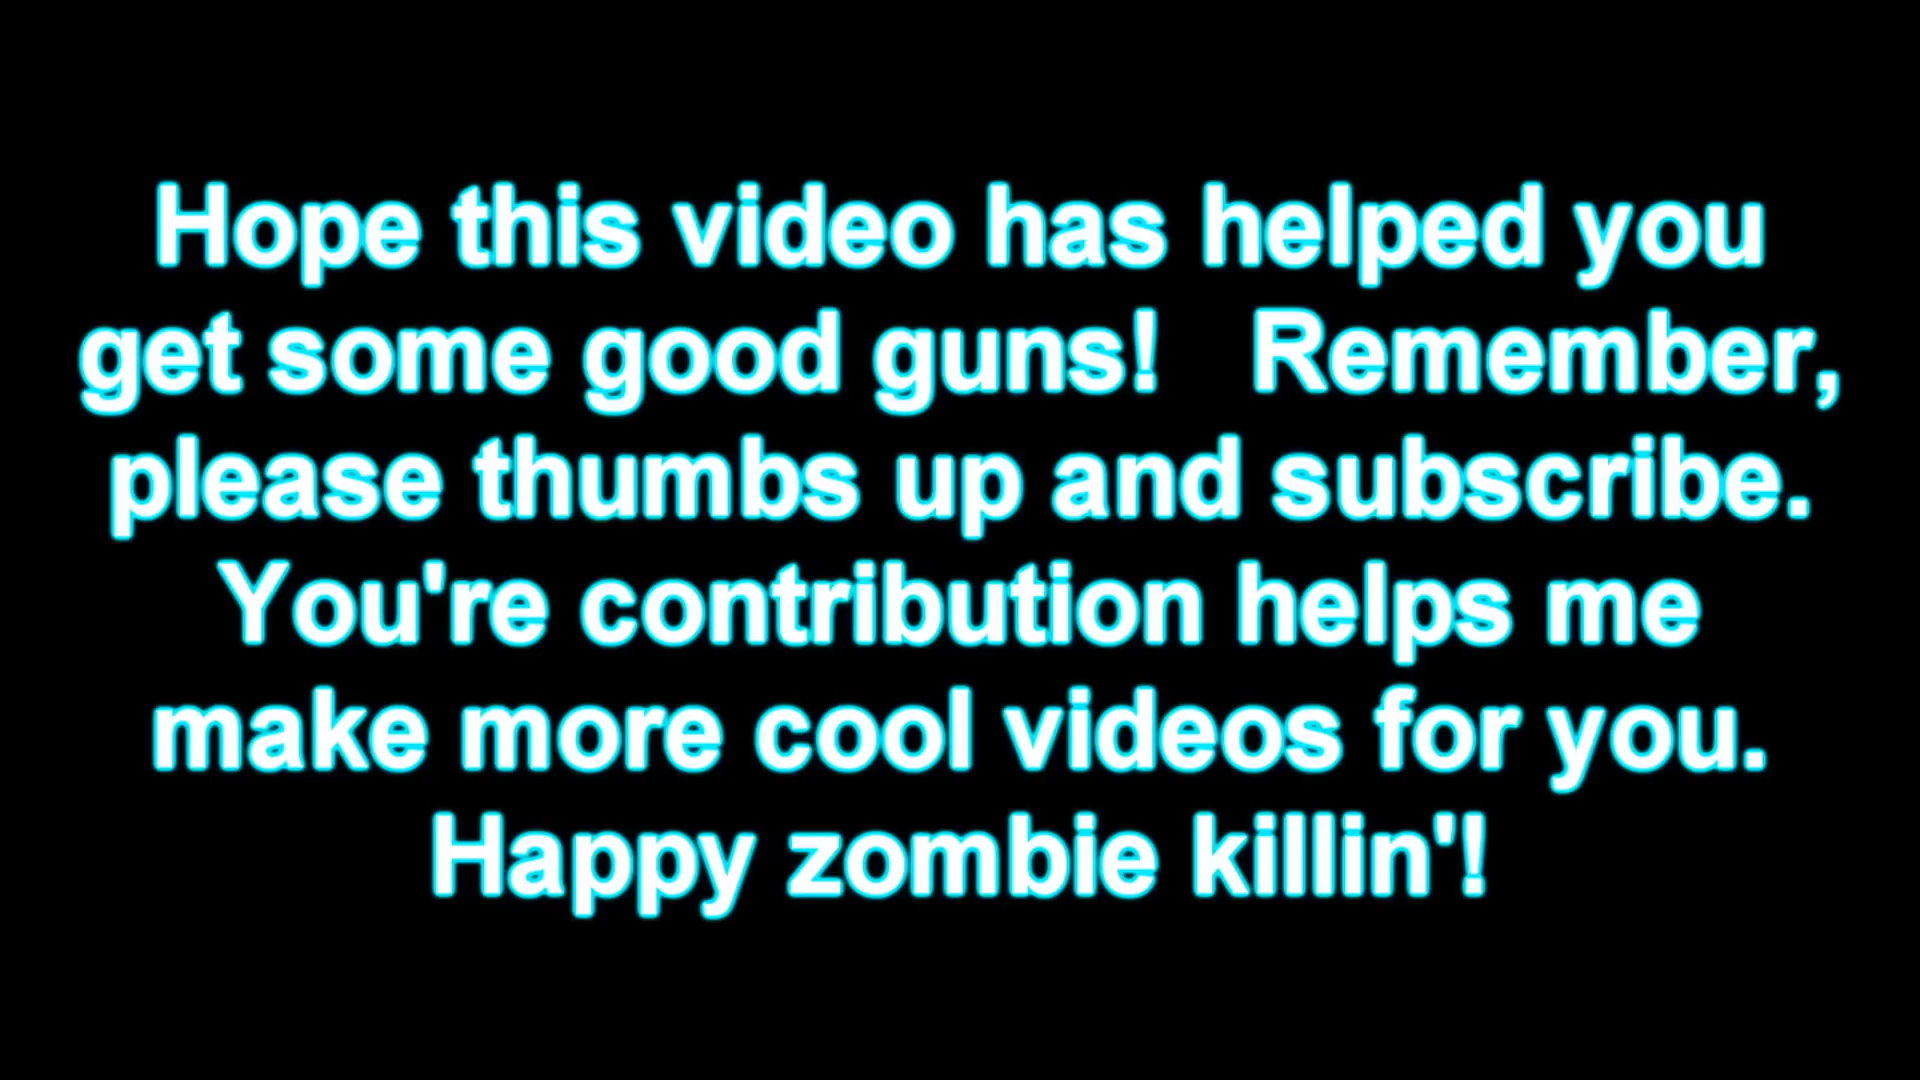 Hope this video has helped you
get some good guns!   Remember,
please thumbs up and subscribe.
You're contribution helps me
make more cool videos for you.
Happy zombie killin'!